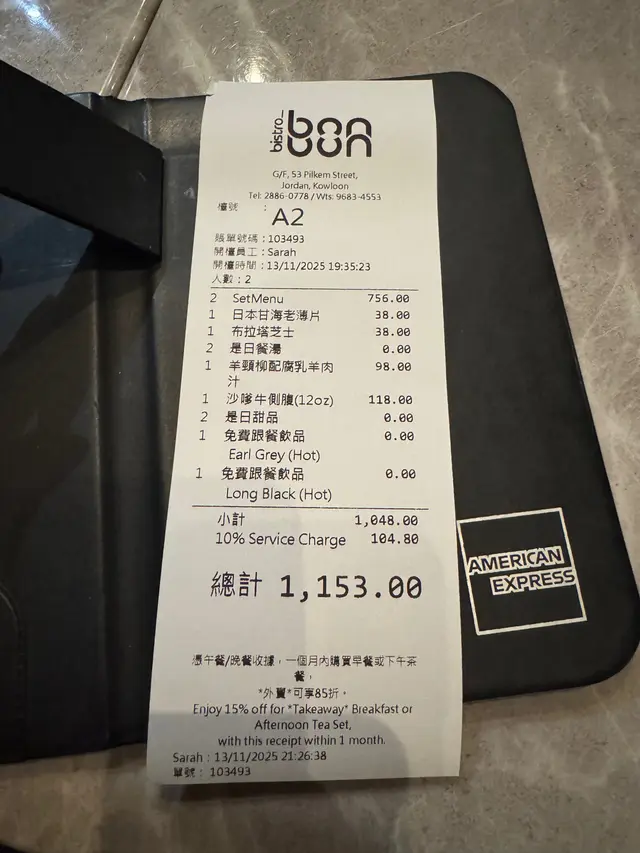 bistro_
bon
bon
G/F, 53 Pilkem Street,
Jordan, Kowloon
Tel: 2886-0778 / Wts: 9683-4553
檯號 : A2
賬單號碼 : 103493
開檯員工 : Sarah
開檯時間 : 13/11/2025 19:35:23
人數 : 2
2 SetMenu 756.00
1 日本甘海老薄片 38.00
1 布拉塔芝士 38.00
2 是日餐湯 0.00
1 羊頸柳配腐乳羊肉 98.00
汁
1 沙嗲牛側腹(12oz) 118.00
2 是日甜品 0.00
1 免費跟餐飲品 0.00
Earl Grey (Hot)
1 免費跟餐飲品 0.00
Long Black (Hot)
小計 1,048.00
10% Service Charge 104.80
總計 1,153.00
憑午餐/晚餐收據，一個月內購買早餐或下午茶
餐，
*外賣*可享85折。
Enjoy 15% off for *Takeaway* Breakfast or
Afternoon Tea Set,
with this receipt within 1 month.
Sarah : 13/11/2025 21:26:38
單號 : 103493
AMERICAN
EXPRESS